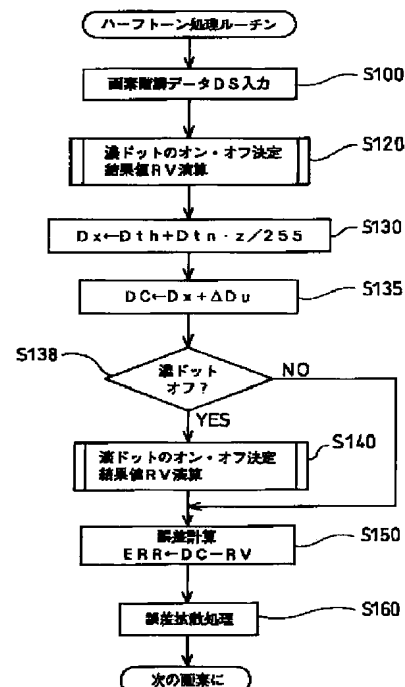 ハーフトーン処理ルーチン
画素階調データDS入力
S100
濃ドットのオン・オフ決定
結果値RV演算
S120
Dx←Dth+Dtn・z/255
S130
DC←Dx+ΔDu
S135
S138
濃ドット
オフ?
NO
YES
ドットのオン・オフ決定
結果値RV演算
S140
誤差計算
ERR←DC-RV
S150
誤差拡散処理
S160
次の画素に